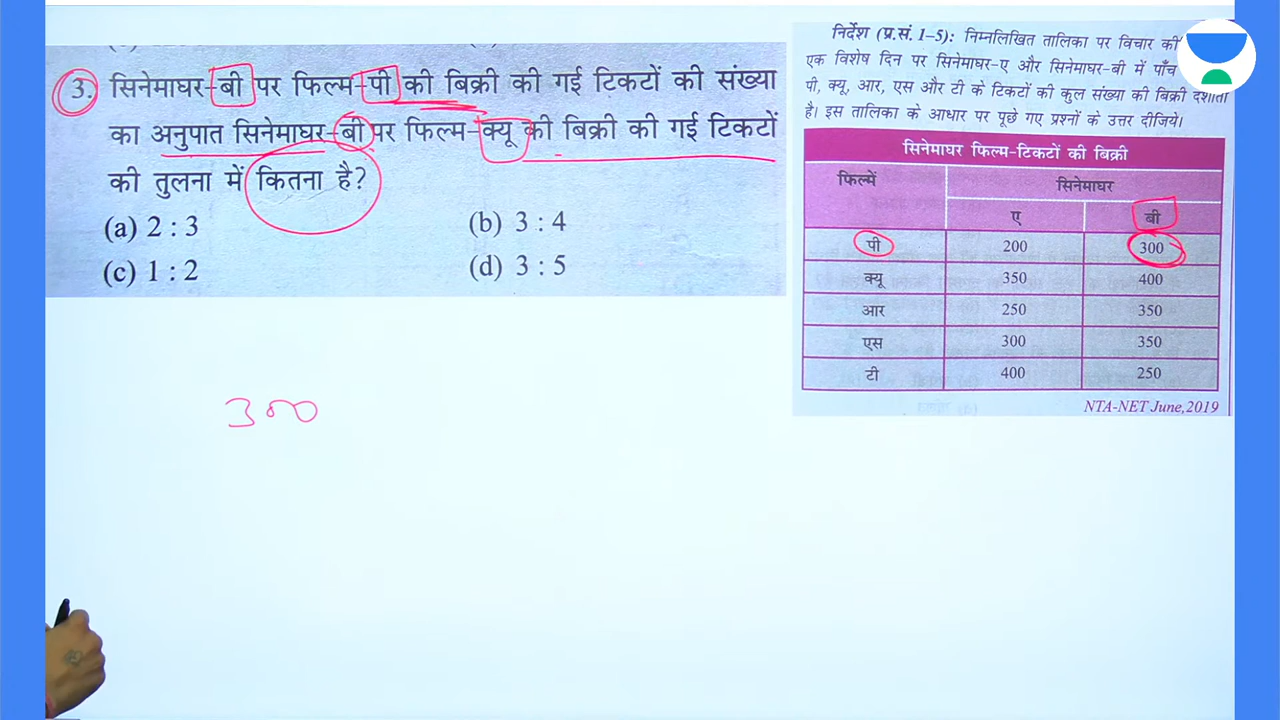 3. सिनेमाघर-बी पर फिल्म-पी की बिक्री की गई टिकटों की संख्या
का अनुपात सिनेमाघर-बी पर फिल्म-क्यू की बिक्री की गई टिकटों
की तुलना में कितना है?
(a) 2 : 3 (b) 3 : 4
(c) 1 : 2 (d) 3 : 5
300
निर्देश (प्र.सं. 1-5): निम्नलिखित तालिका पर विचार
एक विशेष दिन पर सिनेमाघर-ए और सिनेमाघर-बी में पाँच
पी, क्यू, आर, एस और टी के टिकटों की कुल संख्या की बिक्री दर्शाता
है। इस तालिका के आधार पर पूछे गए प्रश्नों के उत्तर दीजिये।
सिनेमाघर फिल्म-टिकटों की बिक्री
फिल्में सिनेमाघर
ए बी
पी 200 300
क्यू 350 400
आर 250 350
एस 300 350
टी 400 250
NTA-NET June,2019